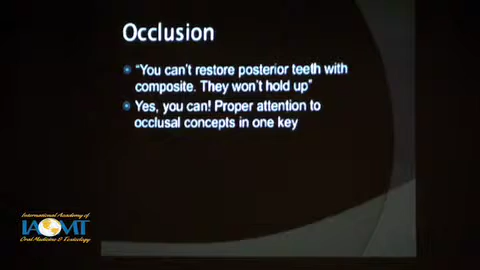 Occlusion
"You can't restore posterior teeth with
composite. They won't hold up"
Yes, you can! Proper attention to
occlusal concepts in one key
International Academy of
IAOMT
Oral Medicine & Toxicology